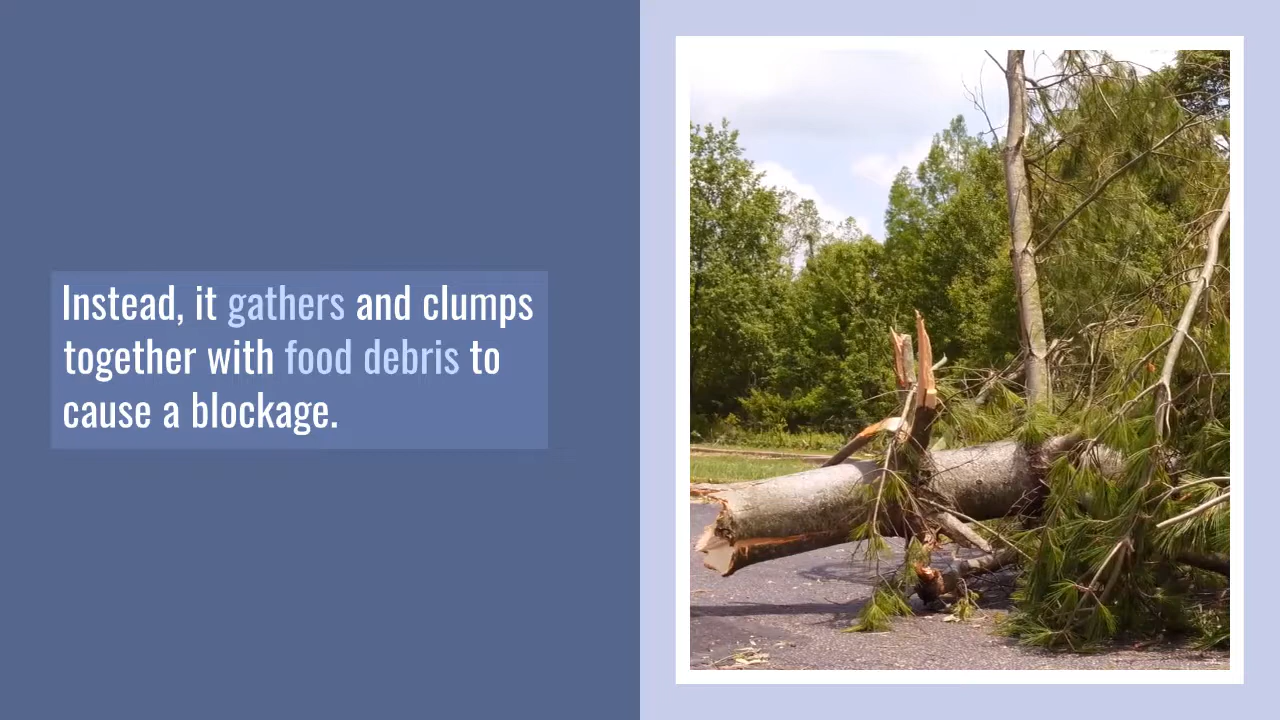 Instead, it gathers and clumps
together with food debris to
cause a blockage.